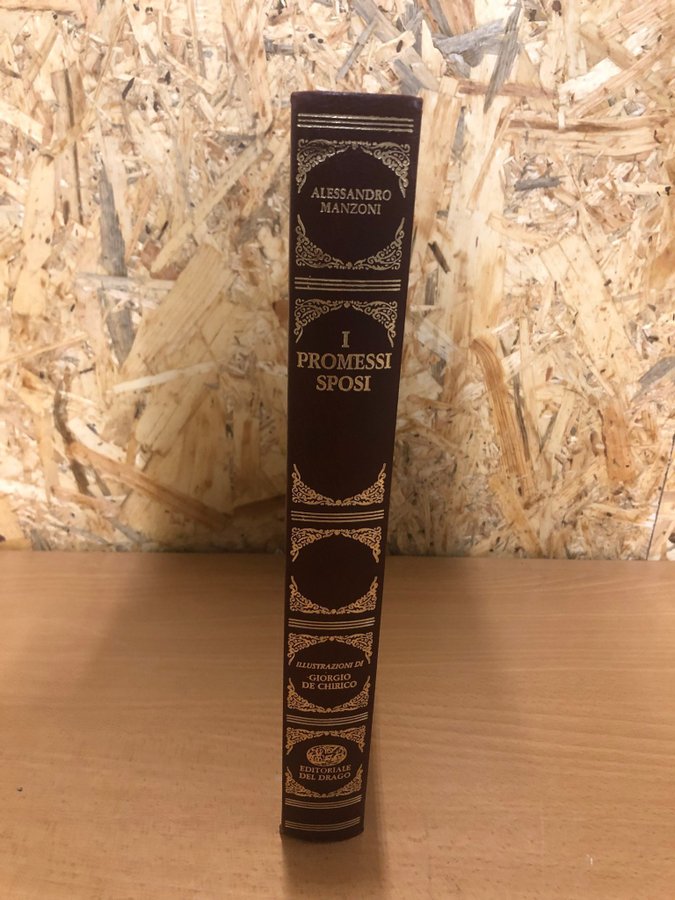 ALESSANDRO
MANZONI
I
PROMESSI
SPOSI
ILLUSTRAZIONI DI
GIORGIO
DE CHIRICO
EDITORIALE
DEL DRAGO